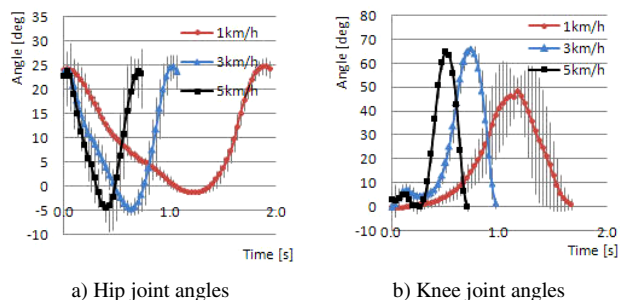 Angle [deg]
35
30
25
20
15
10
5
0
-5
-10
0.0
1.0
2.0
Time [s]
1km/h
3km/h
5km/h
a) Hip joint angles
Angle [deg]
80
70
60
50
40
30
20
10
0
-10
0.0
1.0
2.0
Time [s]
1km/h
3km/h
5km/h
b) Knee joint angles